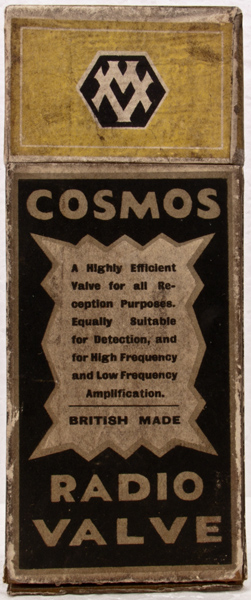 COSMOS
A Highly Efficient
Valve for all Re-
ception Purposes.
Equally Suitable
for Detection, and
for High Frequency
and Low Frequency
Amplification.
BRITISH MADE
RADIO
VALVE